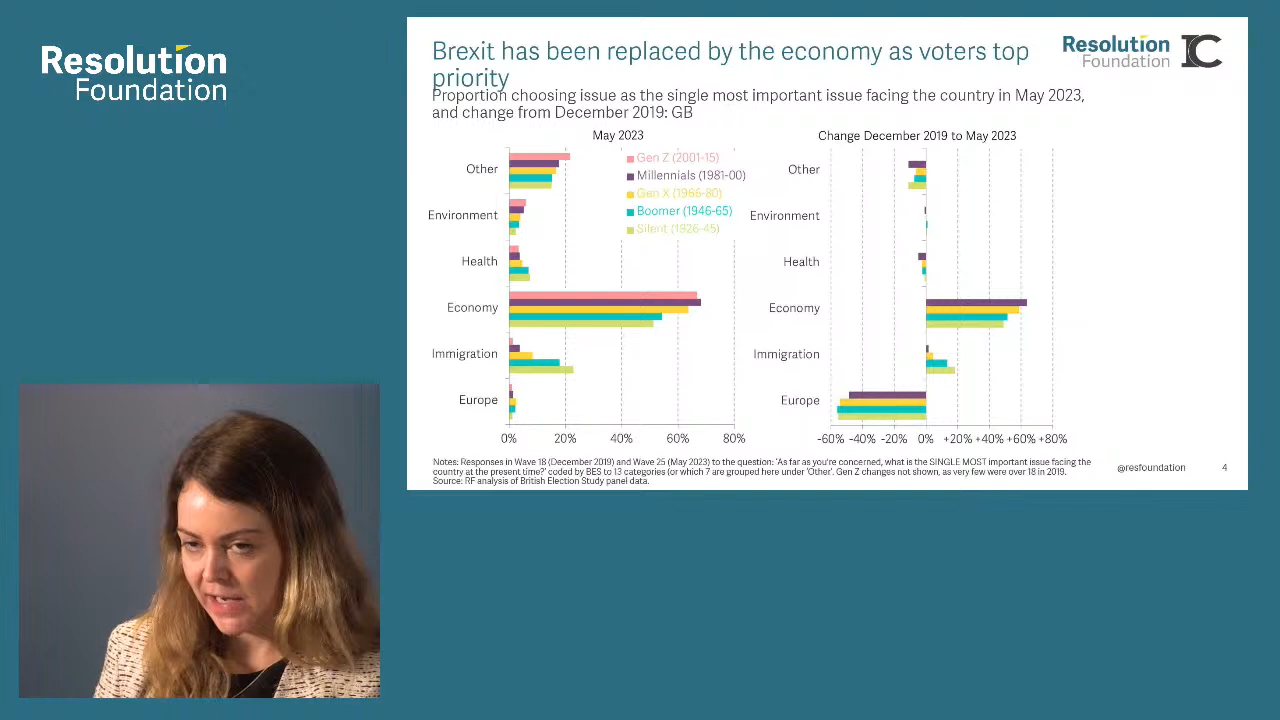 Resolution
Foundation
Brexit has been replaced by the economy as voters top
priority
Resolution
Foundation
IC
Proportion choosing issue as the single most important issue facing the country in May 2023,
and change from December 2019: GB
May 2023
Other
Environment
Health
Economy
Immigration
Europe
0% 20% 40% 60% 80%
Gen Z (2001-15)
Millennials (1981-00)
Gen X (1966-80)
Boomer (1946-65)
Silent (1926-45)
Change December 2019 to May 2023
Other
Environment
Health
Economy
Immigration
Europe
-60% -40% -20% 0% +20% +40% +60% +80%
Notes: Responses in Wave 18 (December 2019) and Wave 25 (May 2023) to the question: 'As far as you're concerned, what is the SINGLE MOST important issue facing the
country at the present time?' coded by BES to 13 categories (or which 7 are grouped here under 'Other'. Gen Z changes not shown, as very few were over 18 in 2019.
Source: RF analysis of British Election Study panel data.
@resfoundation
4